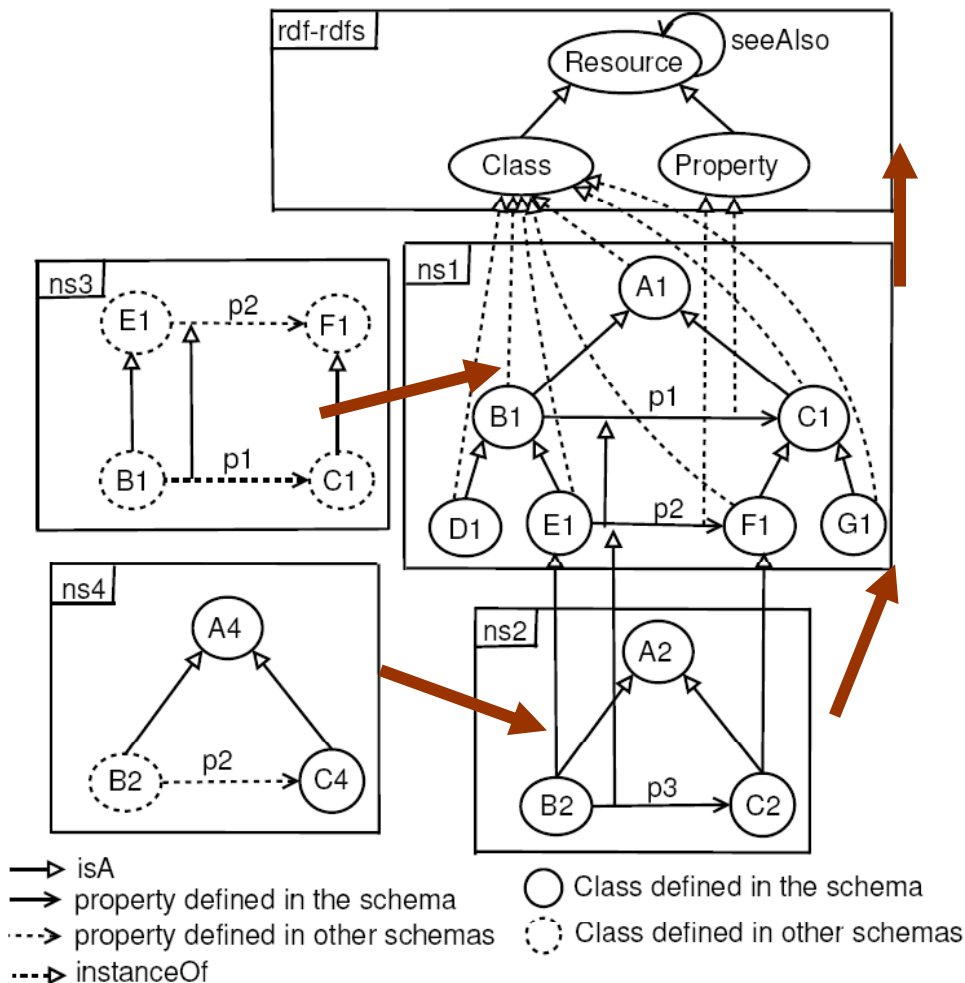 rdf-rdfs
Resource
seeAlso
Class
Property
ns3
E1
p2
F1
B1
p1
C1
ns1
A1
B1
p1
C1
D1
E1
p2
F1
G1
ns4
A4
B2
p2
C4
ns2
A2
B2
p3
C2
isA
property defined in the schema
property defined in other schemas
instanceOf
Class defined in the schema
Class defined in other schemas